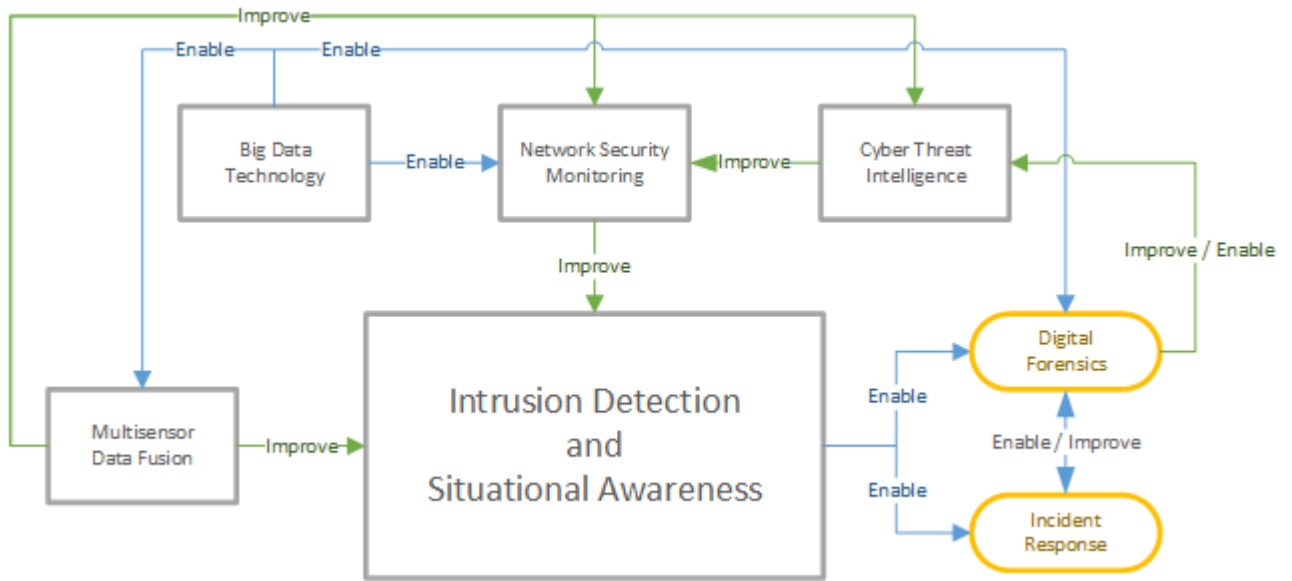 Improve
Enable
Enable
Big Data
Technology
Enable
Network Security
Monitoring
Improve
Cyber Threat
Intelligence
Improve / Enable
Improve
Digital
Forensics
Intrusion Detection
and
Situational Awareness
Enable
Multisensor
Data Fusion
Improve
Enable / Improve
Enable
Incident
Response